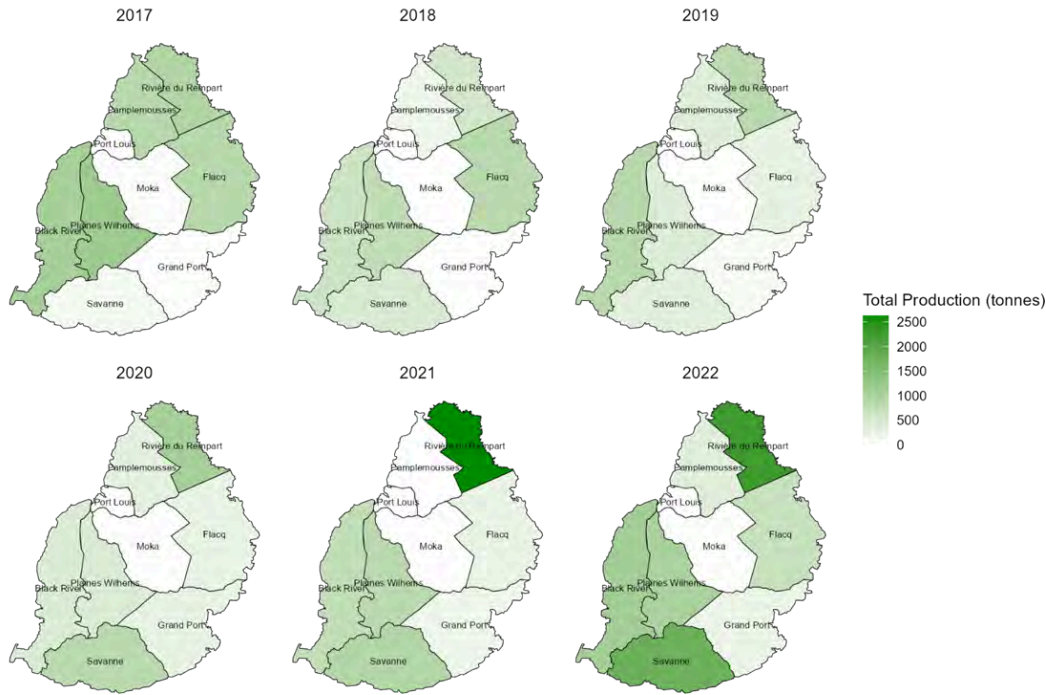 2017
2018
2019
Rivière du Rempart
Pamplemousses
Port Louis
Moka
Flacq
Plaines Wilhems
Black River
Grand Port
Savanne
Rivière du Rempart
Pamplemousses
Port Louis
Moka
Flacq
Plaines Wilhems
Black River
Grand Port
Savanne
Rivière du Rempart
Pamplemousses
Port Louis
Moka
Flacq
Plaines Wilhems
Black River
Grand Port
Savanne
Total Production (tonnes)
2500
2000
1500
1000
500
0
2020
2021
2022
Rivière du Rempart
Pamplemousses
Port Louis
Moka
Flacq
Plaines Wilhems
Black River
Grand Port
Savanne
Rivière du Rempart
Pamplemousses
Port Louis
Moka
Flacq
Plaines Wilhems
Black River
Grand Port
Savanne
Rivière du Rempart
Pamplemousses
Port Louis
Moka
Flacq
Plaines Wilhems
Black River
Grand Port
Savanne